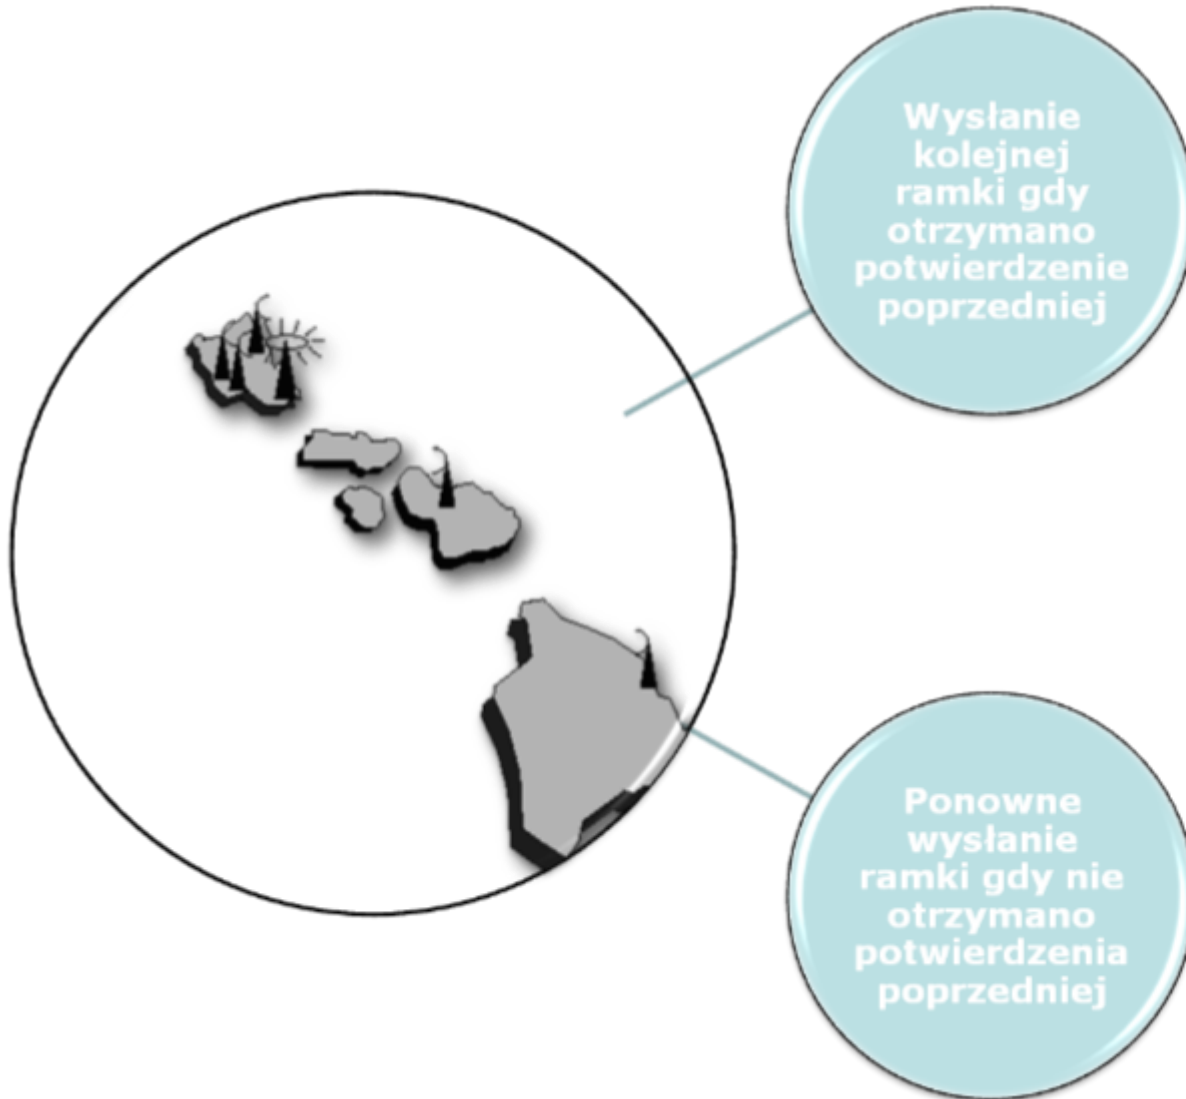 Wysłanie
kolejnej
ramki gdy
otrzymano
potwierdzenie
poprzedniej
Ponowne
wysłanie
ramki gdy nie
otrzymano
potwierdzenia
poprzedniej